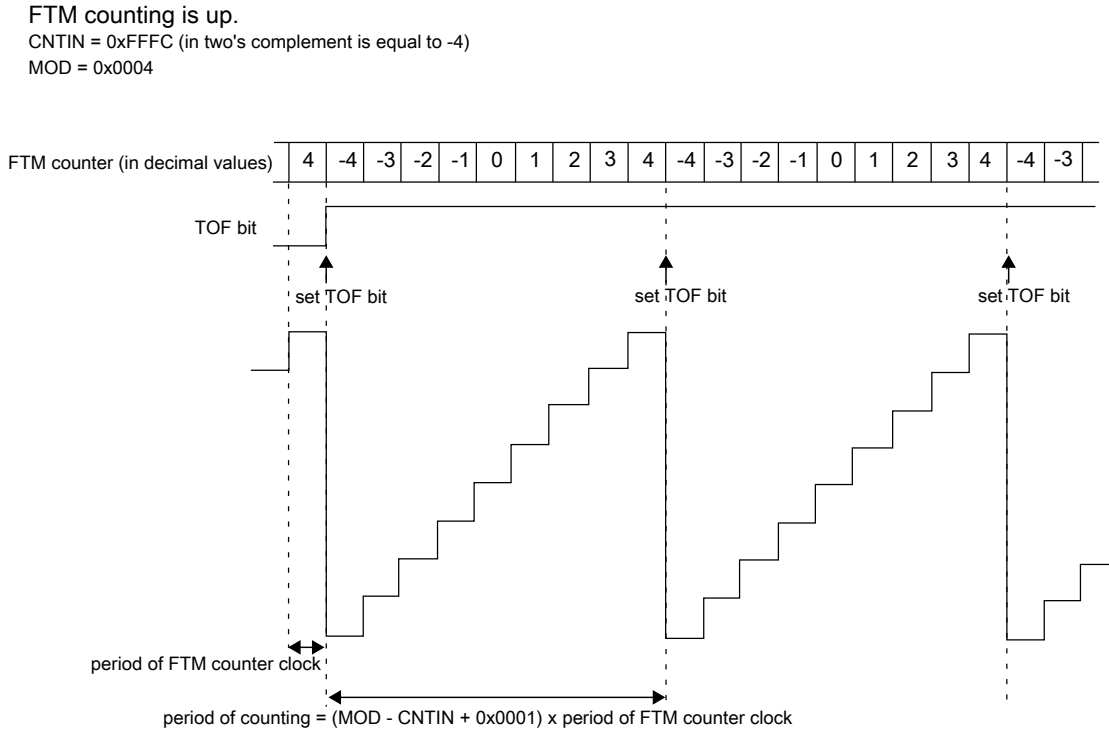 FTM counting is up.
CNTIN = 0xFFFC (in two's complement is equal to -4)
MOD = 0x0004
FTM counter (in decimal values) 4 -4 -3 -2 -1 0 1 2 3 4 -4 -3 -2 -1 0 1 2 3 4 -4 -3
TOF bit
set TOF bit set TOF bit set TOF bit
period of FTM counter clock
period of counting = (MOD - CNTIN + 0x0001) x period of FTM counter clock